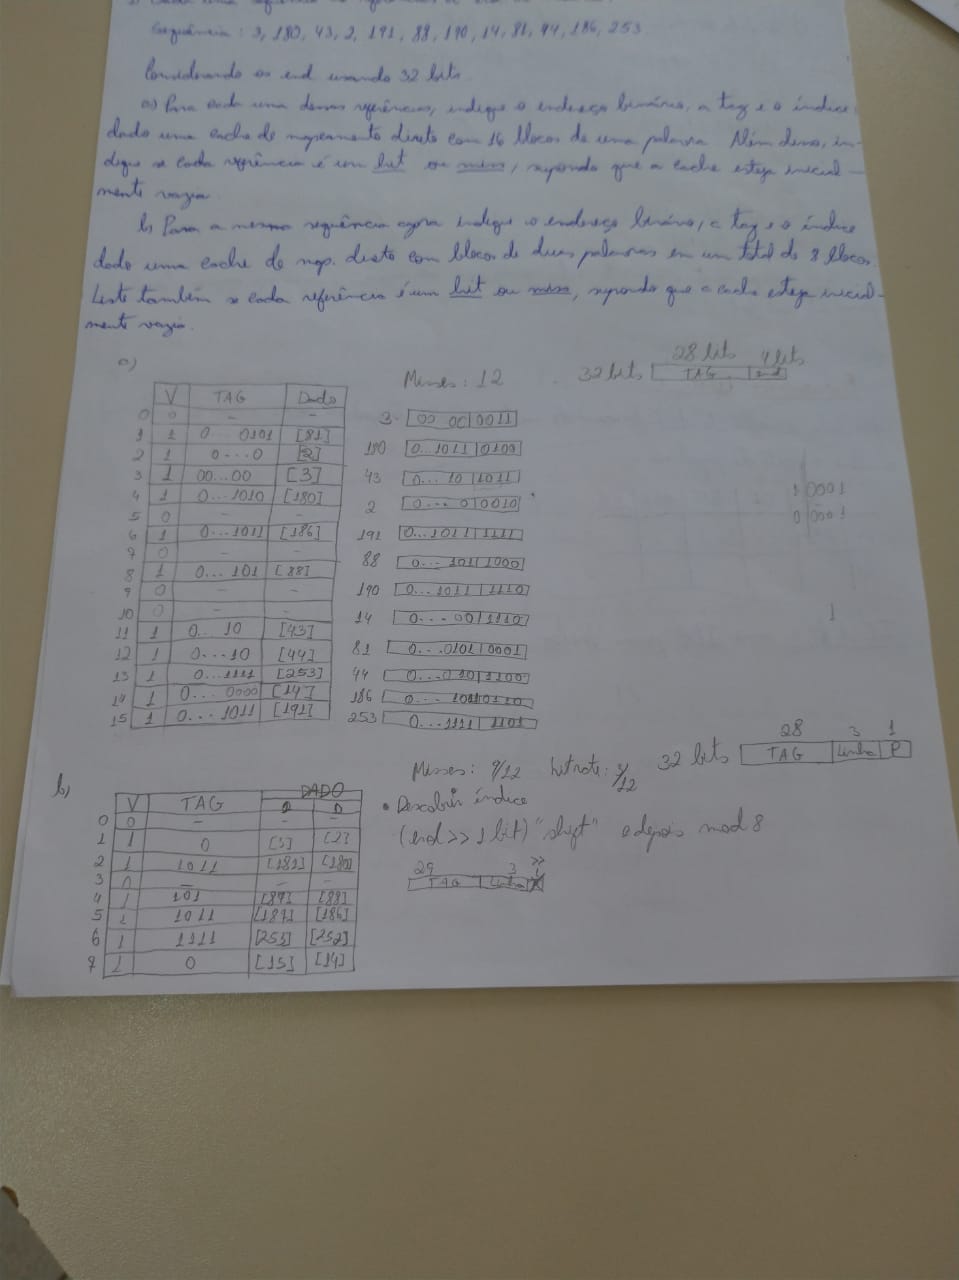 Sequência : 3, 180, 43, 2, 191, 88, 190, 14, 81, 44, 186, 253
Considerando os end usando 32 bits.
a) Para cada uma dessas referências, indique o endereço binário, a tag e o índice
dado uma cache de mapeamento direto com 16 blocos de uma palavra. Além disso, in-
dique se cada referência é um hit ou miss, supondo que a cache esteja inicial-
mente vazia.
b) Para a mesma sequência agora indique o endereço binário, a tag e o índice
dado uma cache de map. direto com blocos de duas palavras em um total de 8 blocos.
Liste também se cada referência é um hit ou miss, supondo que a cache esteja inicial-
mente vazia.
a)
Misses: 12
28 bits 4 bits
32 bits TAG end
V TAG Dado
0 0 - -
1 1 0...0101 [81]
2 1 0...0 [2]
3 1 00...00 [3]
4 1 0...1010 [180]
5 0 - -
6 1 0...1011 [186]
7 0 - -
8 1 0...101 [88]
9 0 - -
10 0 - -
11 1 0...10 [43]
12 1 0...10 [44]
13 1 0...1111 [253]
14 1 0...0000 [14]
15 1 0...1011 [191]
3 00 00|0011
180 0...1011|0100
43 0...10|1011
2 0...0|0010
191 0...1011|1111
88 0...101|1000
190 0...1011|1110
14 0...00|1110
81 0...0101|0001
44 0...010|1100
186
253 0...1111|1101
1 0001
0 0001
1
b)
Misses: 9/12 hitrate: 3/12
28 3 1
32 bits TAG Linha P
• Descobrir índice
(end >> 1 bit) "shift" e depois mod 8
29 3 >> 1
TAG Linha
V TAG DADO
0 0 - - -
1 1 0 [3] [2]
2 1 1011 [181] [180]
3 0 - - -
4 1 101 [89] [88]
5 1 1011 [187] [186]
6 1 1111 [253] [252]
7 1 0 [15] [14]